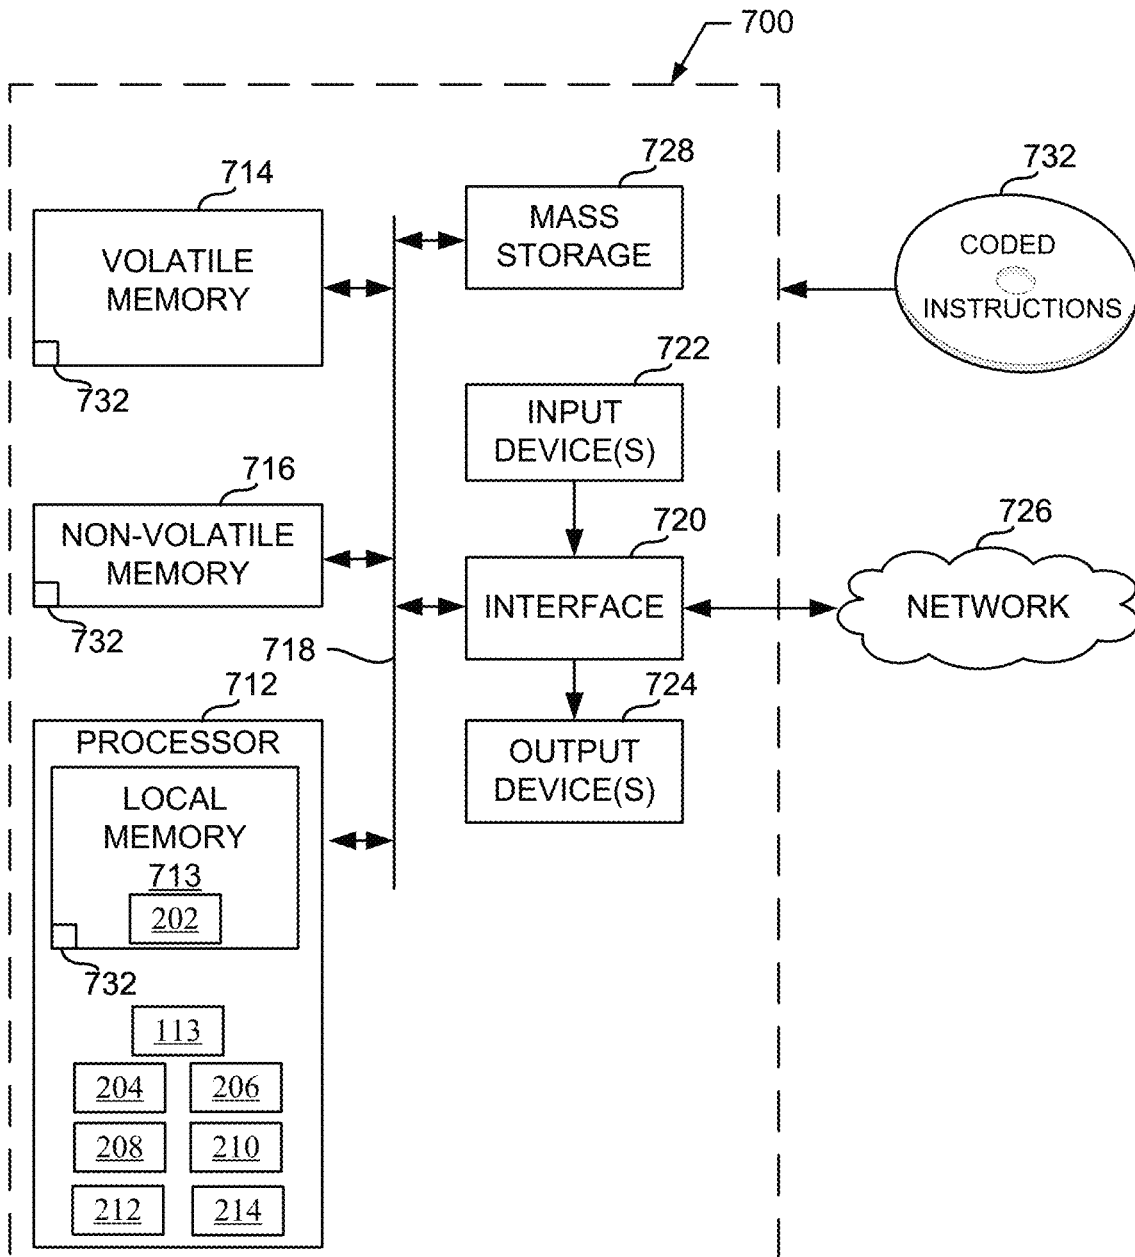 700
714
VOLATILE
MEMORY
732
728
MASS
STORAGE
732
CODED
INSTRUCTIONS
722
INPUT
DEVICE(S)
716
NON-VOLATILE
MEMORY
732
720
INTERFACE
726
NETWORK
718
712
PROCESSOR
LOCAL
MEMORY
713
202
732
724
OUTPUT
DEVICE(S)
113
204 206
208 210
212 214